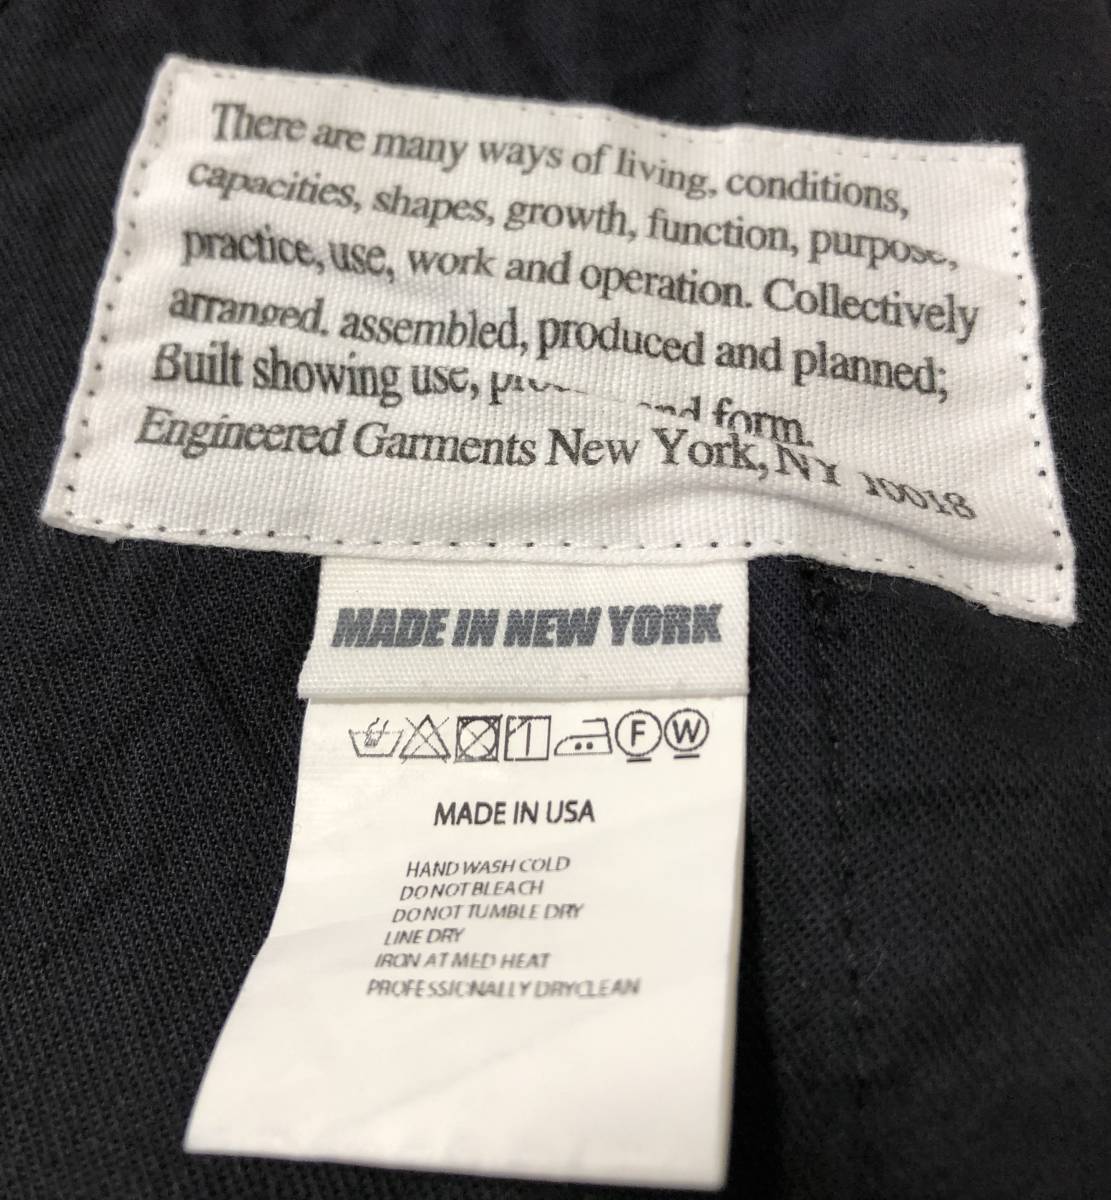 There are many ways of living, conditions,
capacities, shapes, growth, function, purpose,
practice, use, work and operation. Collectively
arranged. assembled, produced and planned;
Built showing use, and form.
Engineered Garments New York, NY 10018
MADE IN NEW YORK
F W
MADE IN USA
HAND WASH COLD
DO NOT BLEACH
DO NOT TUMBLE DRY
LINE DRY
IRON AT MED HEAT
PROFESSIONALLY DRYCLEAN